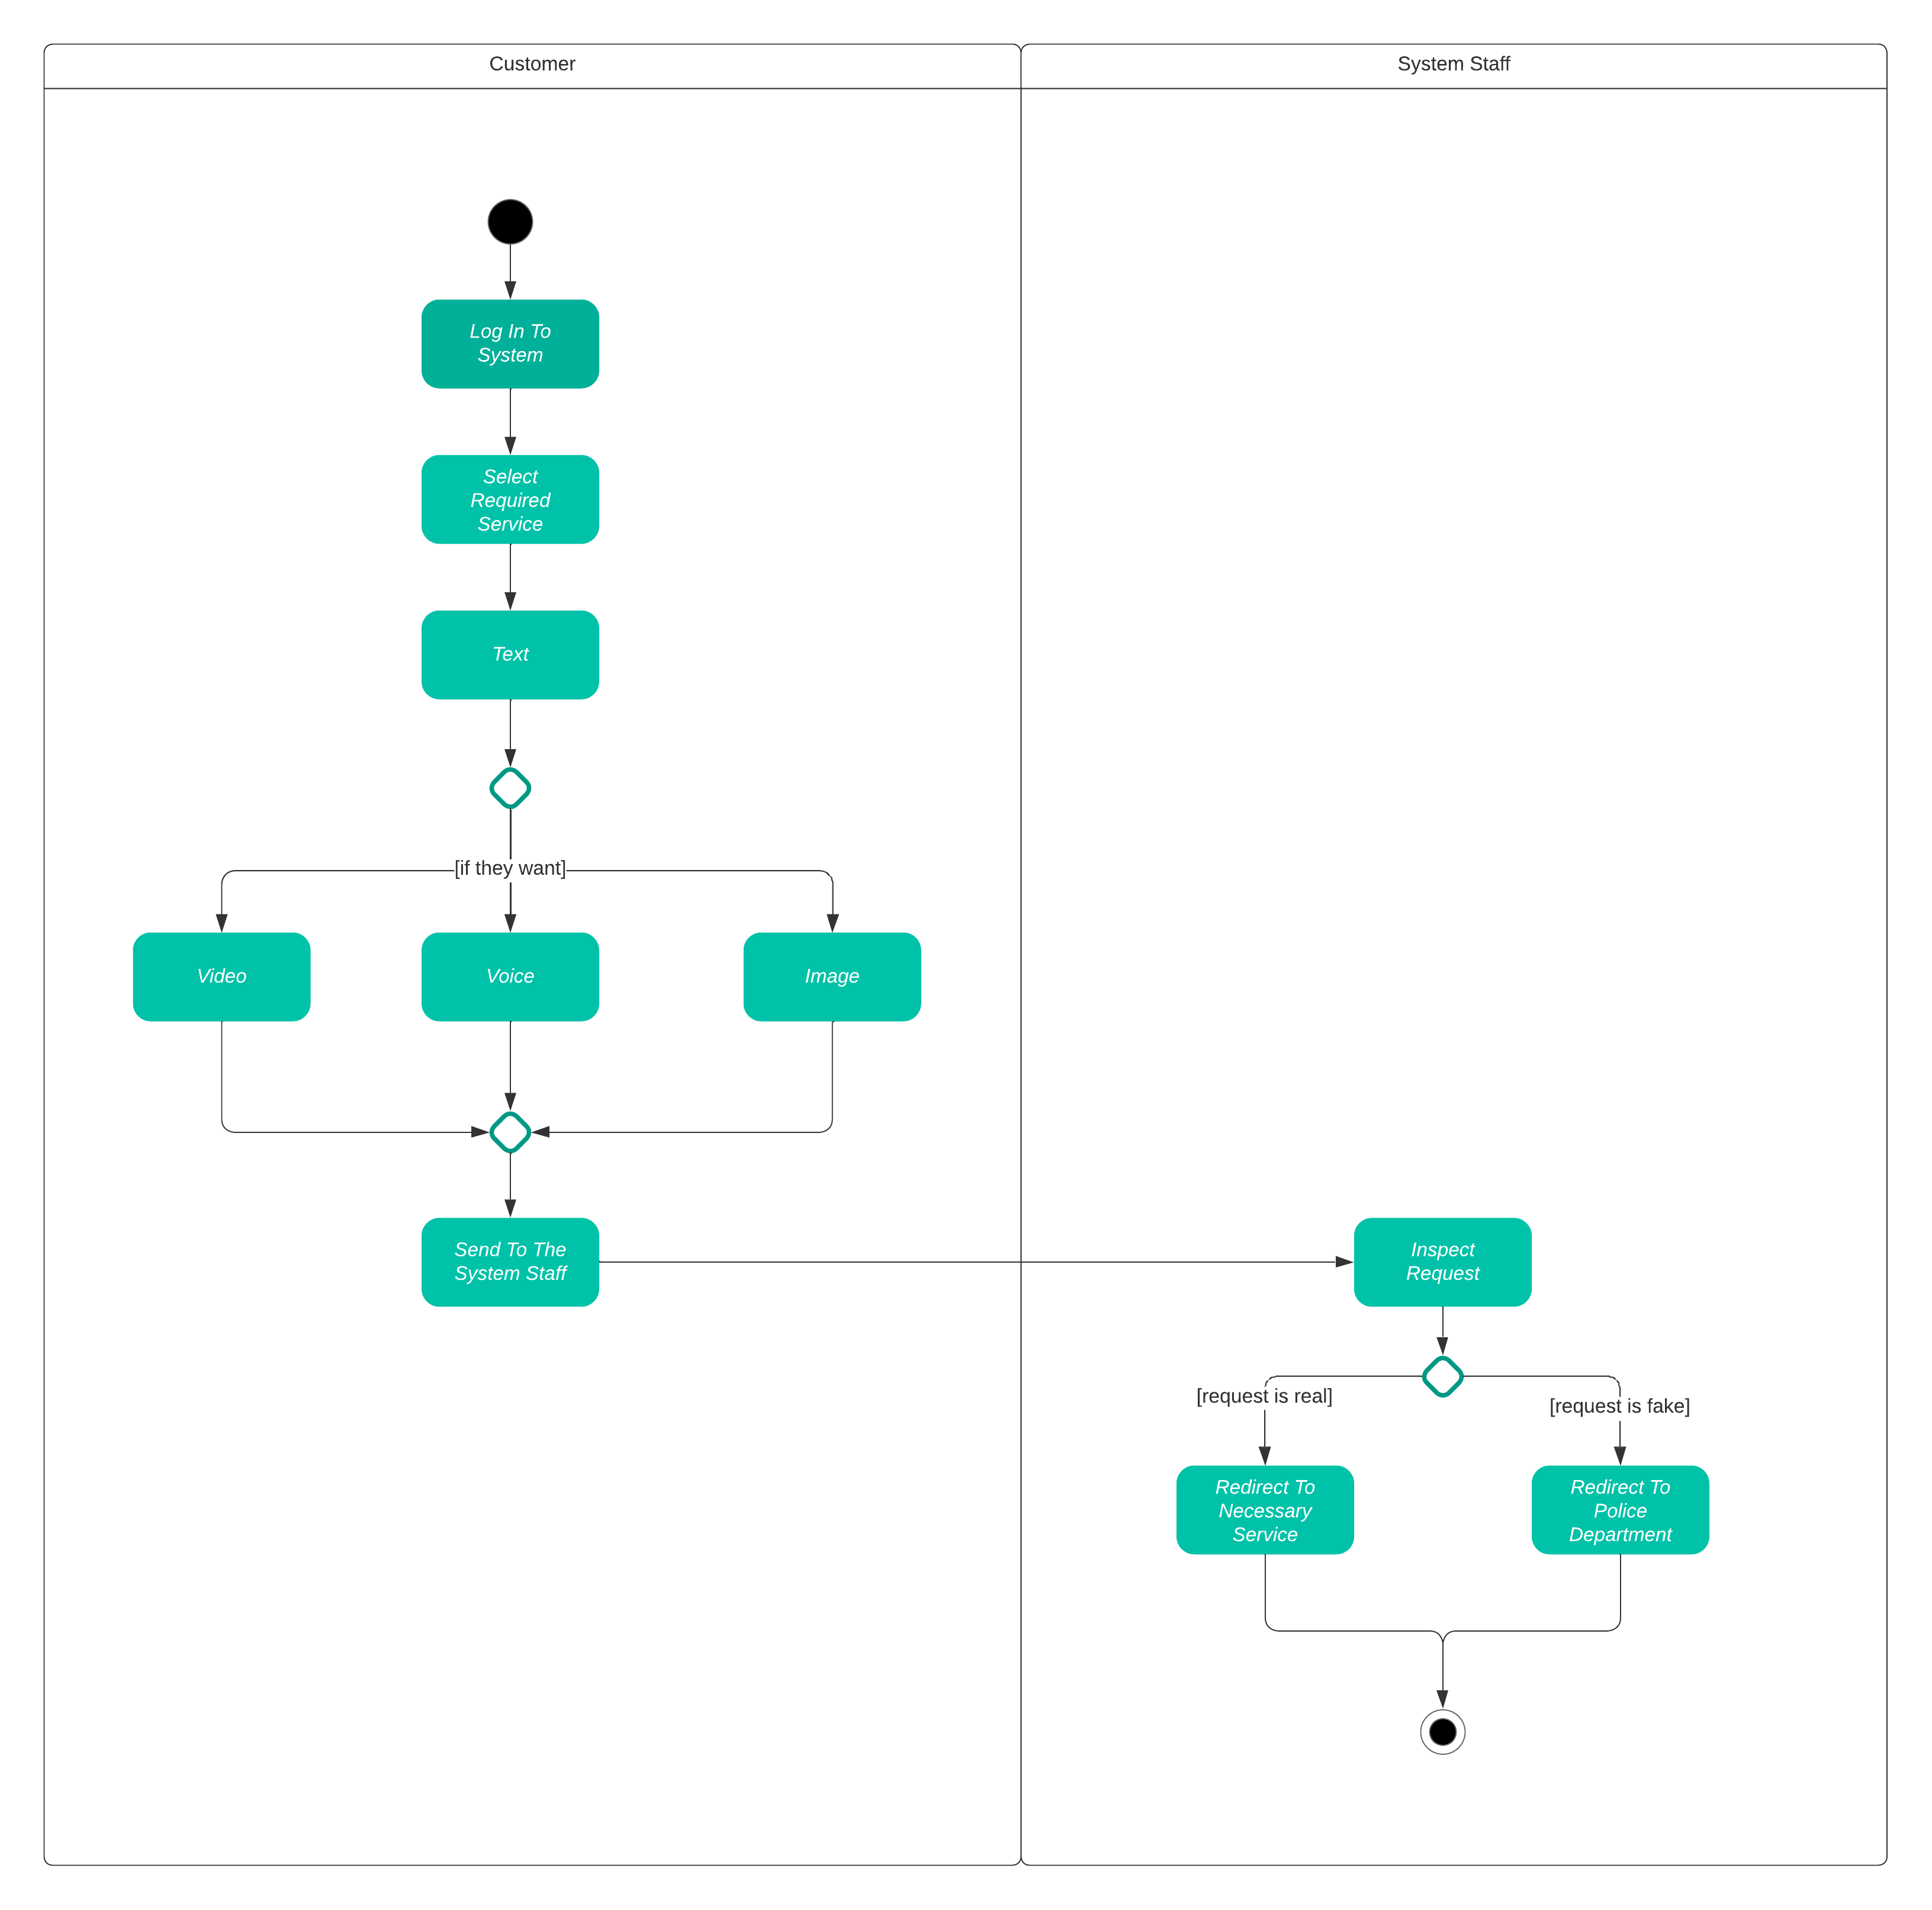 Customer
System Staff
Log In To
System
Select
Required
Service
Text
[if they want]
Video
Voice
Image
Send To The
System Staff
Inspect
Request
[request is real]
[request is fake]
Redirect To
Necessary
Service
Redirect To
Police
Department